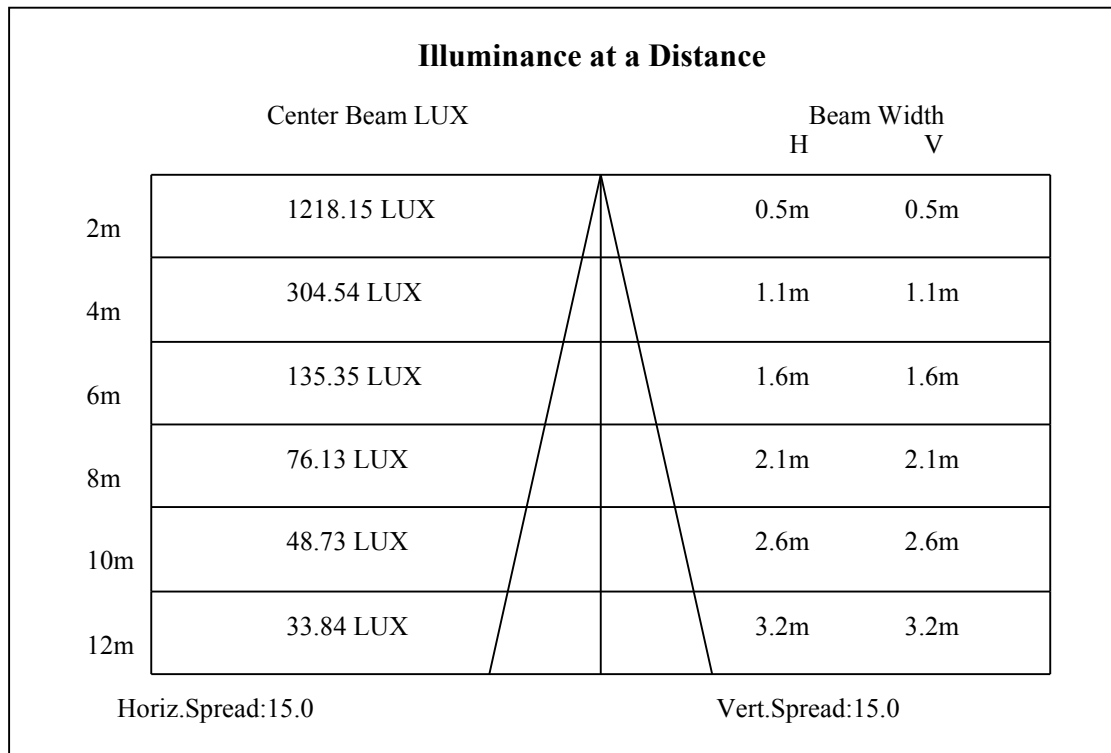 Illuminance at a Distance
Center Beam LUX Beam Width
H V
2m 1218.15 LUX 0.5m 0.5m
4m 304.54 LUX 1.1m 1.1m
6m 135.35 LUX 1.6m 1.6m
8m 76.13 LUX 2.1m 2.1m
10m 48.73 LUX 2.6m 2.6m
12m 33.84 LUX 3.2m 3.2m
Horiz.Spread:15.0 Vert.Spread:15.0